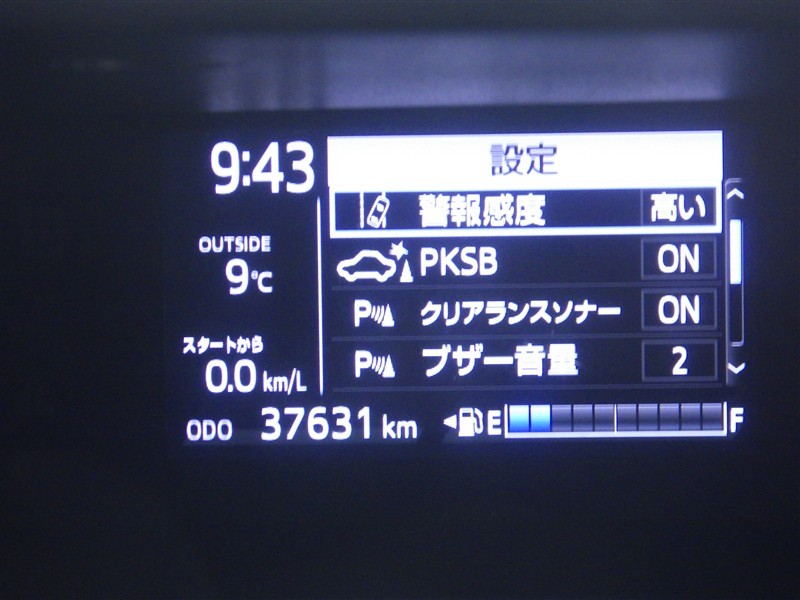 9:43
設定
警報感度 高い
OUTSIDE
9℃
PKSB ON
P クリアランスソナー ON
スタートから
0.0 km/L
P ブザー音量 2
ODO 37631 km
E F